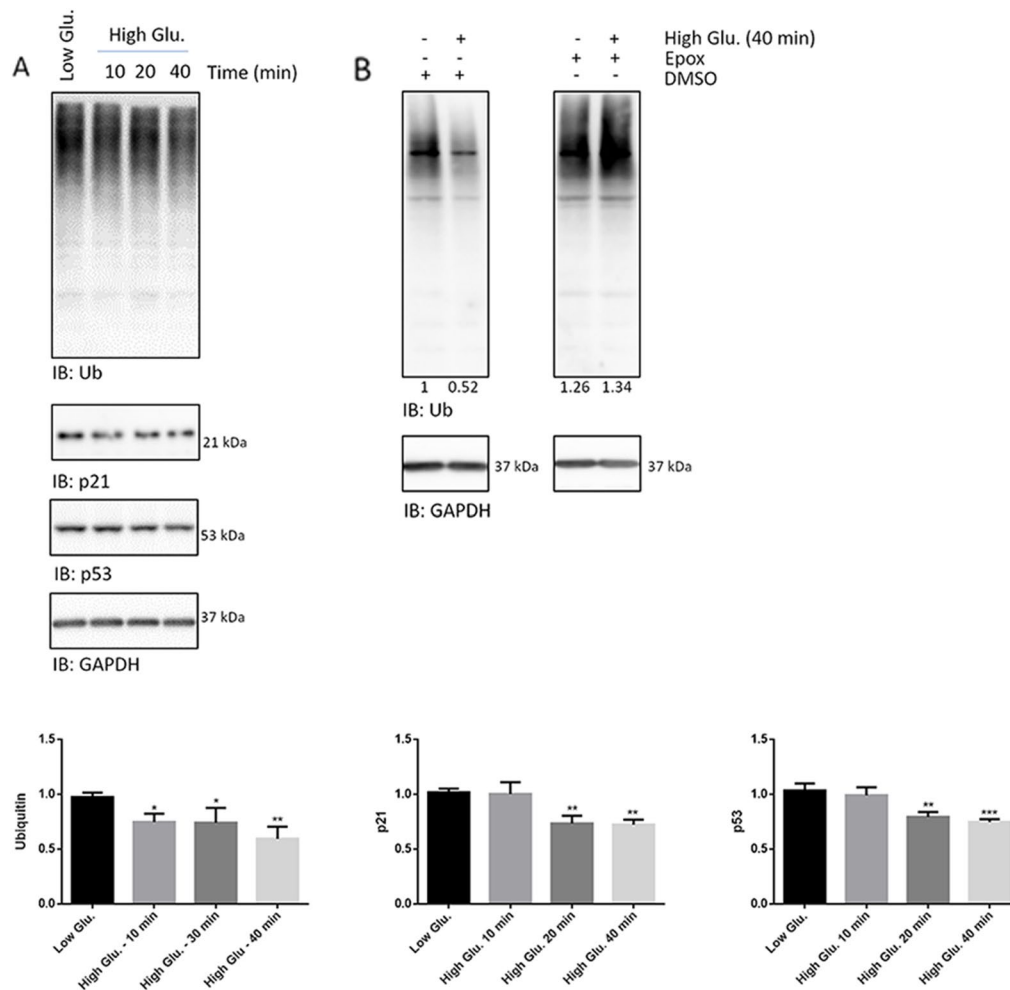 A
Low Glu.
High Glu.
10 20 40 Time (min)
IB: Ub
21 kDa
IB: p21
53 kDa
IB: p53
37 kDa
IB: GAPDH
B
- + - + High Glu. (40 min)
- - + + Epox
+ + - - DMSO
1 0.52 1.26 1.34
IB: Ub
37 kDa 37 kDa
IB: GAPDH
Ubiquitin
1.5
1.0
0.5
0.0
* * **
Low Glu.
High Glu. - 10 min
High Glu. - 30 min
High Glu - 40 min
p21
1.5
1.0
0.5
0.0
** **
Low Glu.
High Glu. 10 min
High Glu. 20 min
High Glu. 40 min
p53
1.5
1.0
0.5
0.0
** ***
Low Glu.
High Glu. 10 min
High Glu. 20 min
High Glu. 40 min